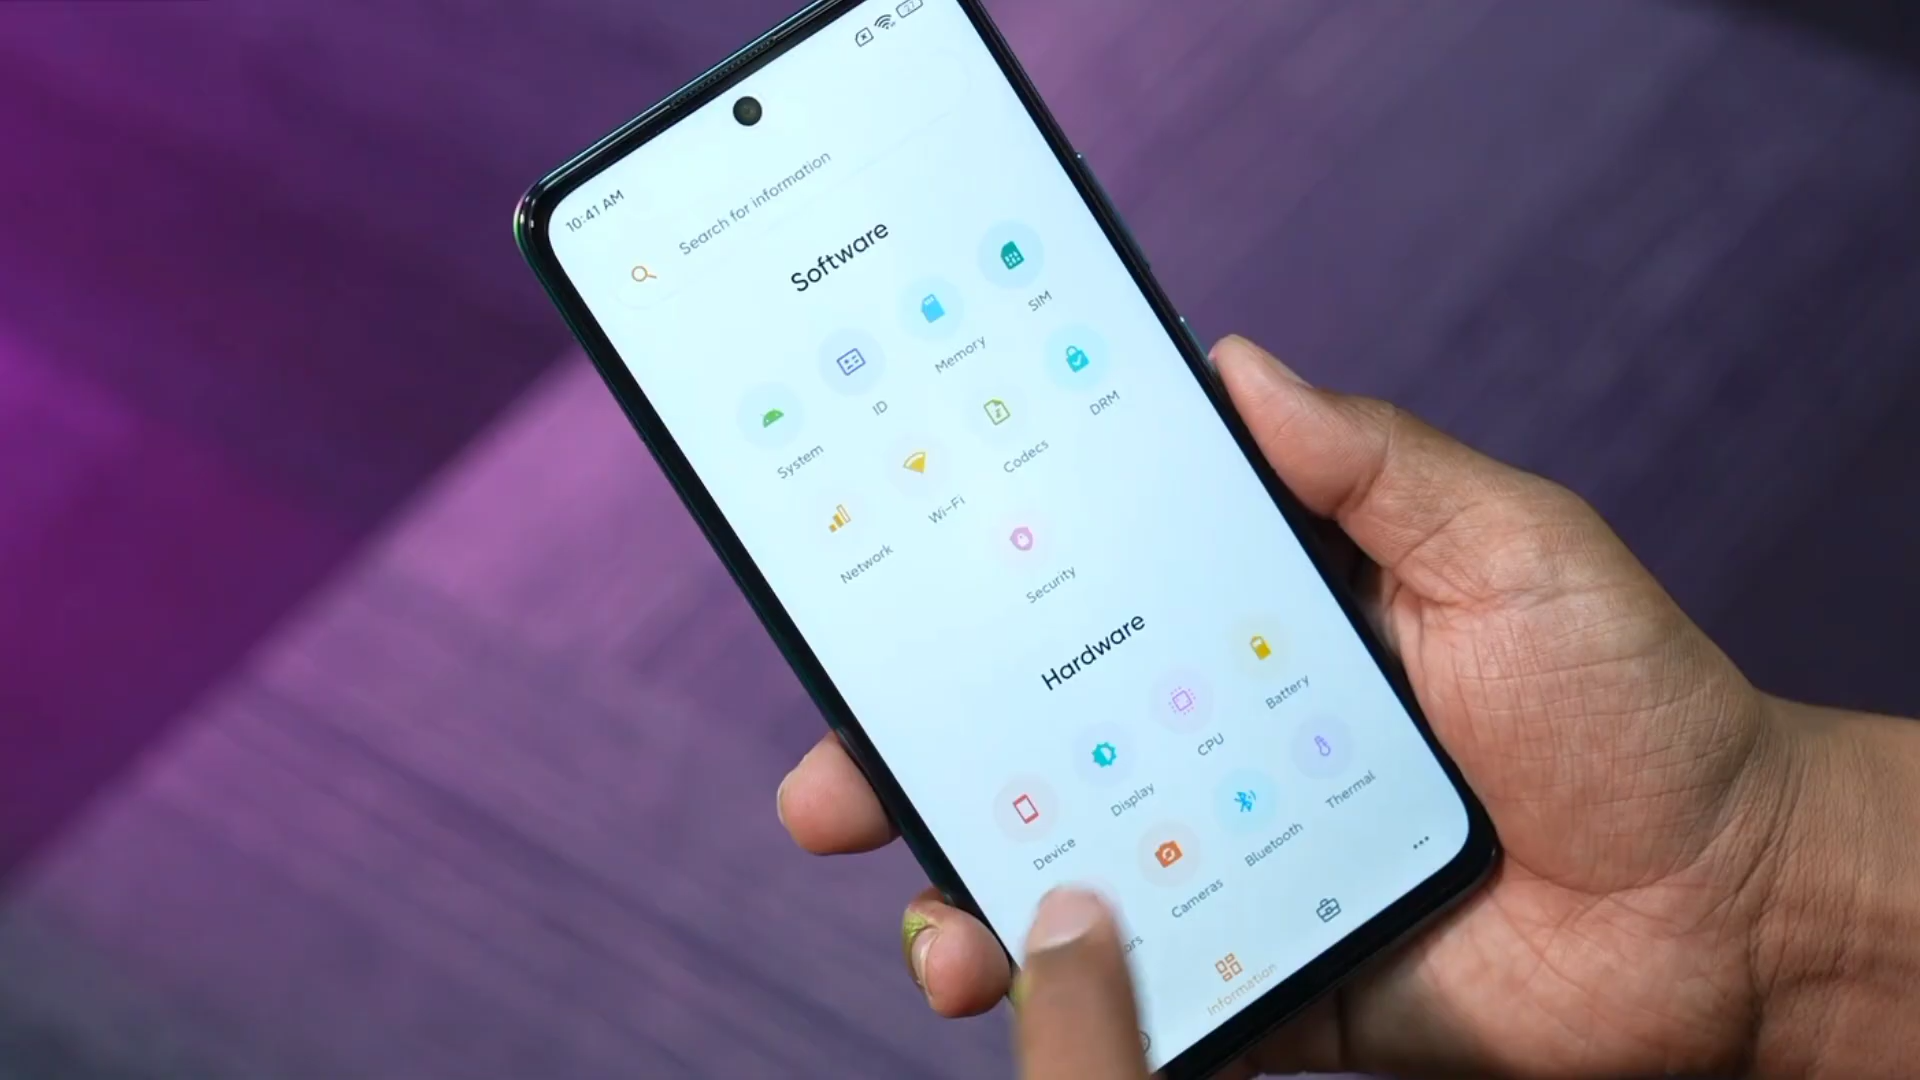 10:41 AM
27
Search for information
Software
System
ID
Memory
SIM
Network
Wi-Fi
Codecs
DRM
Security
Hardware
Device
Display
CPU
Battery
Cameras
Bluetooth
Thermal
Information